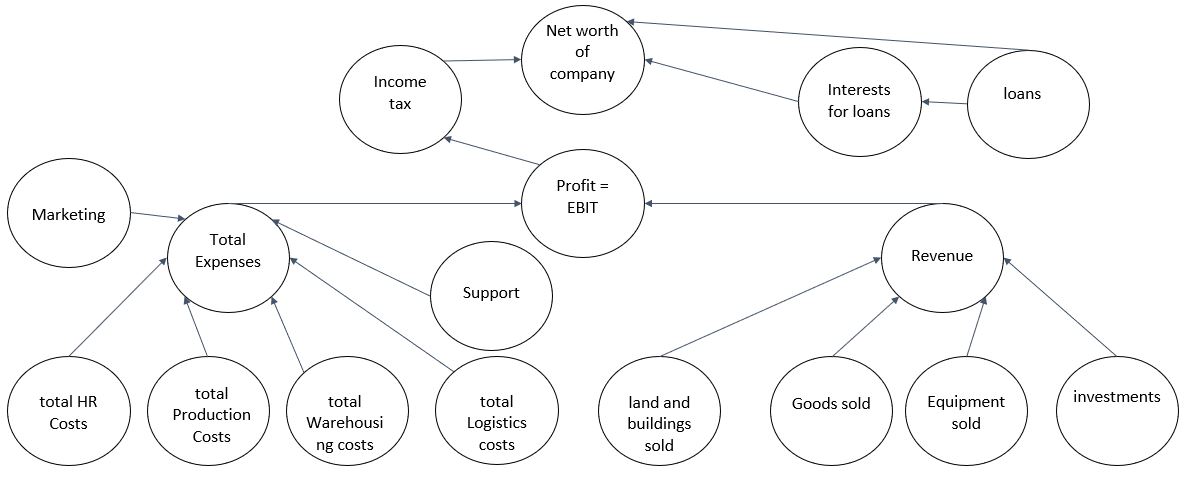 Net worth
of
company
Income
tax
Interests
for loans
loans
Profit =
EBIT
Marketing
Total
Expenses
Revenue
Support
total HR
Costs
total
Production
Costs
total
Warehousi
ng costs
total
Logistics
costs
land and
buildings
sold
Goods sold
Equipment
sold
investments